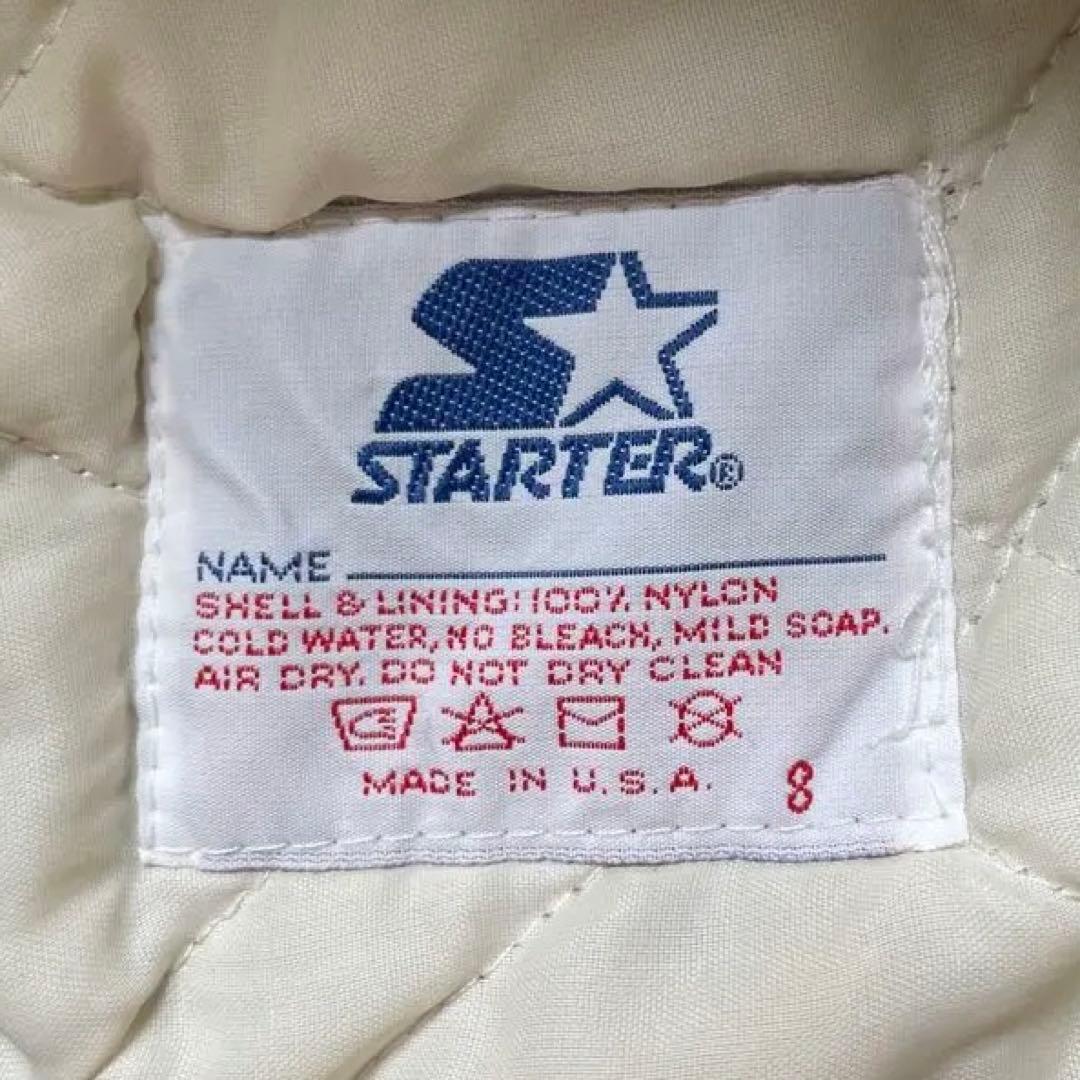 STARTER®
NAME
SHELL & LINING: 100% NYLON
COLD WATER, NO BLEACH, MILD SOAP.
AIR DRY. DO NOT DRY CLEAN
MADE IN U.S.A. 8